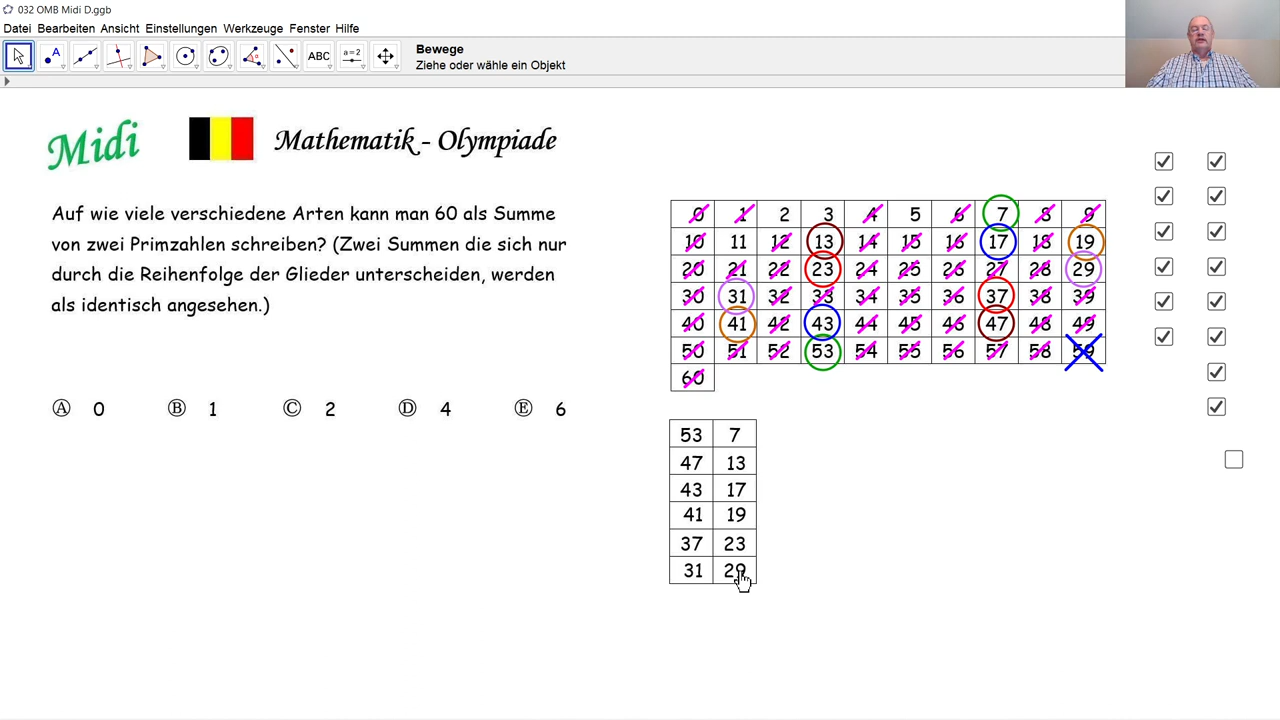 032 OMB Midi D.ggb
Datei Bearbeiten Ansicht Einstellungen Werkzeuge Fenster Hilfe
A ABC a=2 Bewege
Ziehe oder wähle ein Objekt
Midi Mathematik - Olympiade
Auf wie viele verschiedene Arten kann man 60 als Summe
von zwei Primzahlen schreiben? (Zwei Summen die sich nur
durch die Reihenfolge der Glieder unterscheiden, werden
als identisch angesehen.)
Ⓐ 0 Ⓑ 1 Ⓒ 2 Ⓓ 4 Ⓔ 6
0 1 2 3 4 5 6 7 8 9
10 11 12 13 14 15 16 17 18 19
20 21 22 23 24 25 26 27 28 29
30 31 32 33 34 35 36 37 38 39
40 41 42 43 44 45 46 47 48 49
50 51 52 53 54 55 56 57 58 59
60
53 7
47 13
43 17
41 19
37 23
31 29